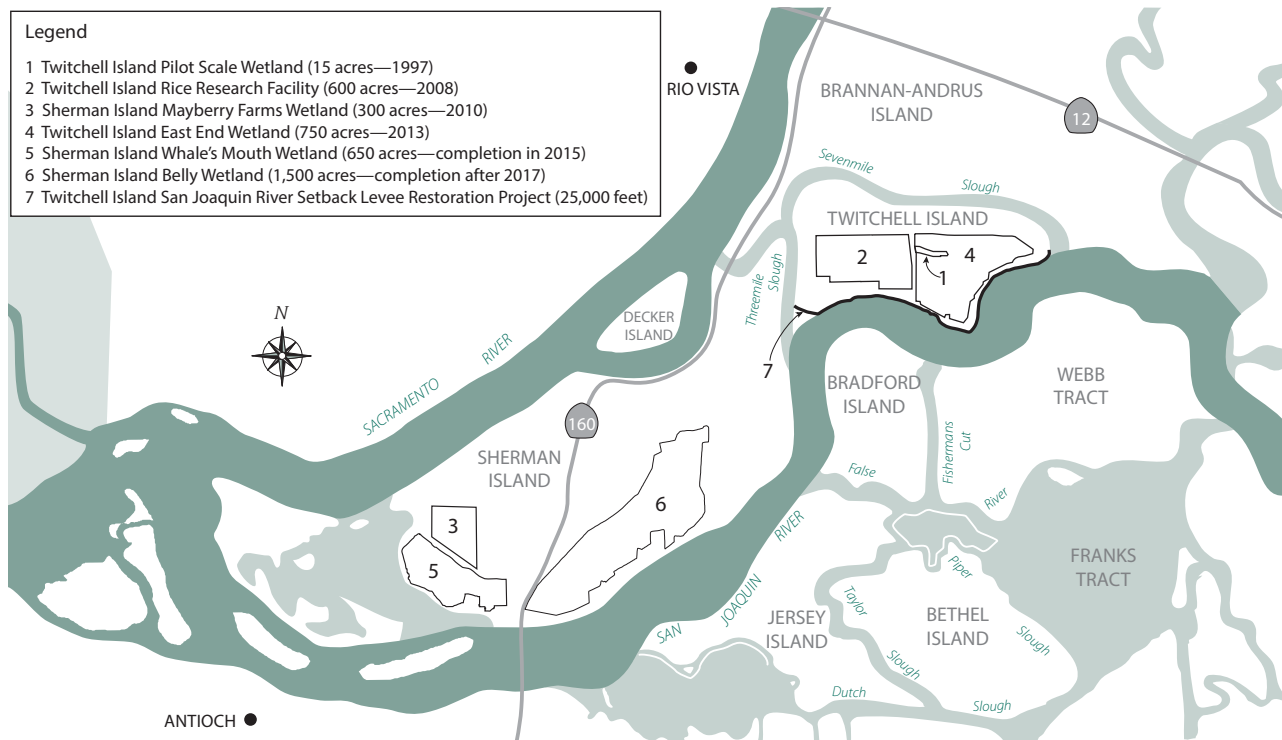 Legend
1 Twitchell Island Pilot Scale Wetland (15 acres—1997)
2 Twitchell Island Rice Research Facility (600 acres—2008)
3 Sherman Island Mayberry Farms Wetland (300 acres—2010)
4 Twitchell Island East End Wetland (750 acres—2013)
5 Sherman Island Whale's Mouth Wetland (650 acres—completion in 2015)
6 Sherman Island Belly Wetland (1,500 acres—completion after 2017)
7 Twitchell Island San Joaquin River Setback Levee Restoration Project (25,000 feet)
RIO VISTA
BRANNAN-ANDRUS
ISLAND
12
Sevenmile
Slough
TWITCHELL ISLAND
2
4
1
Threemile
Slough
7
N
DECKER
ISLAND
SACRAMENTO
RIVER
BRADFORD
ISLAND
WEBB
TRACT
Fishermans
Cut
160
SHERMAN
ISLAND
False
River
6
3
5
SAN
JOAQUIN
RIVER
FRANKS
TRACT
Piper
Slough
Taylor
Slough
JERSEY
ISLAND
BETHEL
ISLAND
Dutch
Slough
ANTIOCH